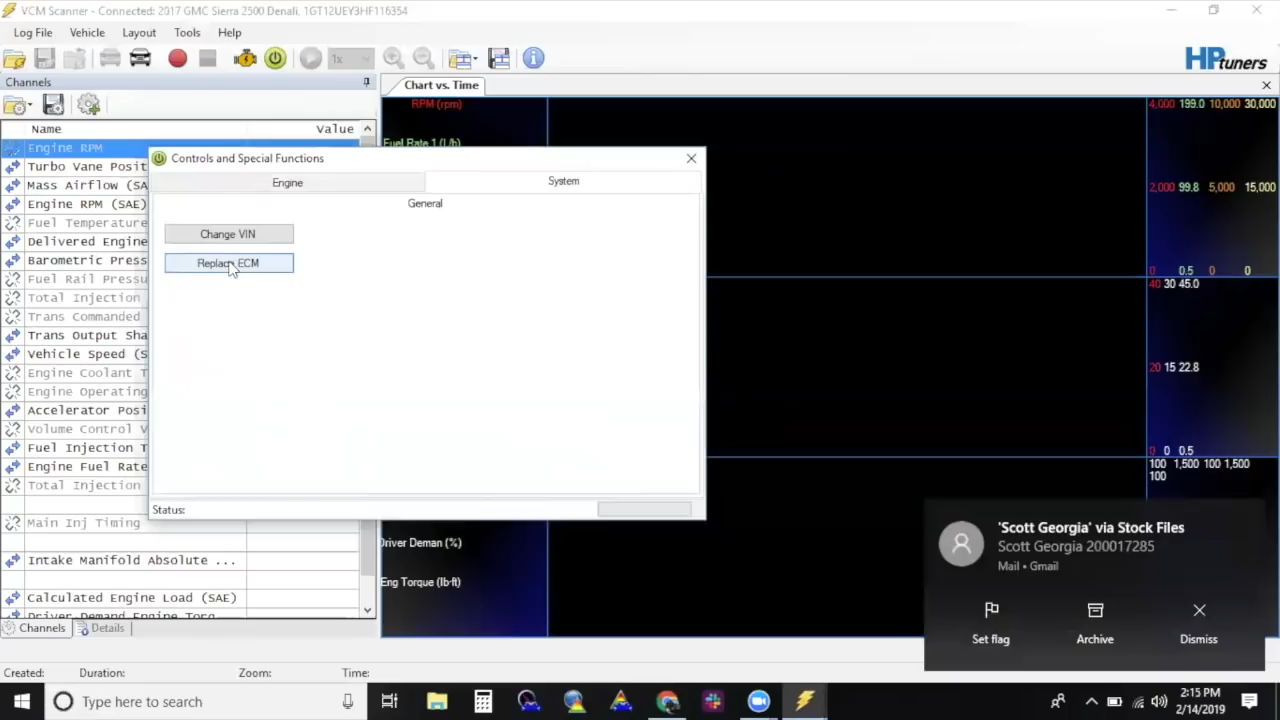 VCM Scanner - Connected: 2017 GMC Sierra 2500 Denali, 1GT12UEY3HF116354
Log File Vehicle Layout Tools Help
1x
HPtuners
Channels
Chart vs. Time
Name Value
Engine RPM
Turbo Vane Posit
Mass Airflow (SA
Engine RPM (SAE)
Fuel Temperature
Delivered Engine
Barometric Press
Fuel Rail Pressu
Total Injection
Trans Commanded
Trans Output Sha
Vehicle Speed (S
Engine Coolant T
Engine Operating
Accelerator Posi
Volume Control V
Fuel Injection T
Engine Fuel Rate
Total Injection
Main Inj Timing
Intake Manifold Absolute ...
Calculated Engine Load (SAE)
Driver Demand Engine Torq
Channels Details
RPM (rpm)
Fuel Rate 1 (L/h)
4,000 199.0 10,000 30,000
2,000 99.8 5,000 15,000
0 0.5 0 0
40 30 45.0
20 15 22.8
0 0 0.5
100 1,500 100 1,500
100
Driver Deman (%)
Eng Torque (lb·ft)
Controls and Special Functions
Engine System
General
Change VIN
Replace ECM
Status:
'Scott Georgia' via Stock Files
Scott Georgia 200017285
Mail • Gmail
Set flag Archive Dismiss
Created: Duration: Zoom: Time:
Type here to search
2:15 PM
2/14/2019